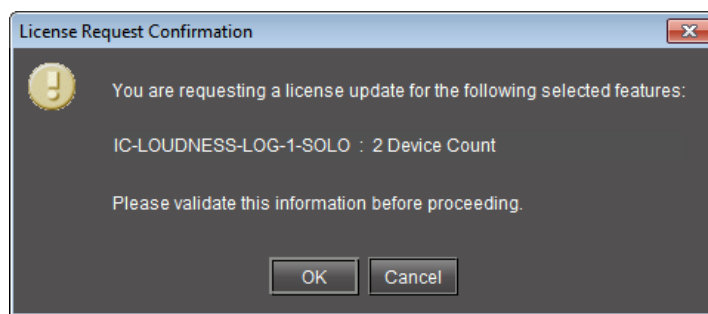 License Request Confirmation
You are requesting a license update for the following selected features:
IC-LOUDNESS-LOG-1-SOLO : 2 Device Count
Please validate this information before proceeding.
OK Cancel